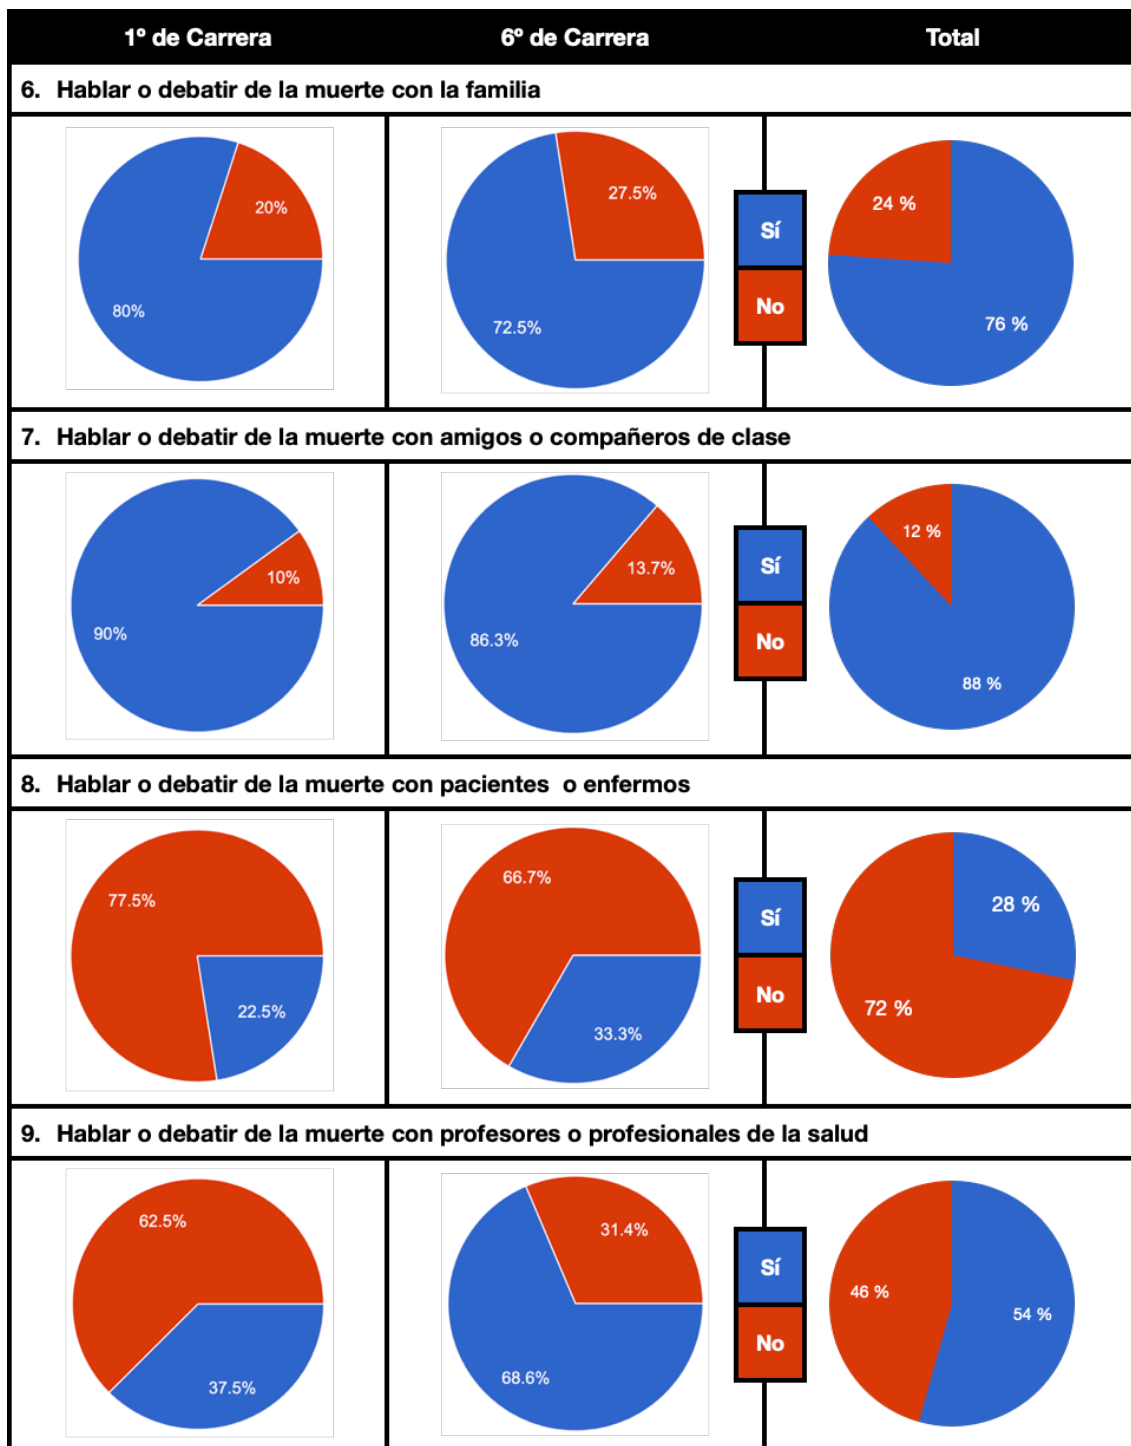 1º de Carrera 6º de Carrera Total
6. Hablar o debatir de la muerte con la familia
20%
80%
27.5%
72.5%
Sí
No
24 %
76 %
7. Hablar o debatir de la muerte con amigos o compañeros de clase
10%
90%
13.7%
86.3%
Sí
No
12 %
88 %
8. Hablar o debatir de la muerte con pacientes o enfermos
77.5%
22.5%
66.7%
33.3%
Sí
No
28 %
72 %
9. Hablar o debatir de la muerte con profesores o profesionales de la salud
62.5%
37.5%
31.4%
68.6%
Sí
No
46 %
54 %